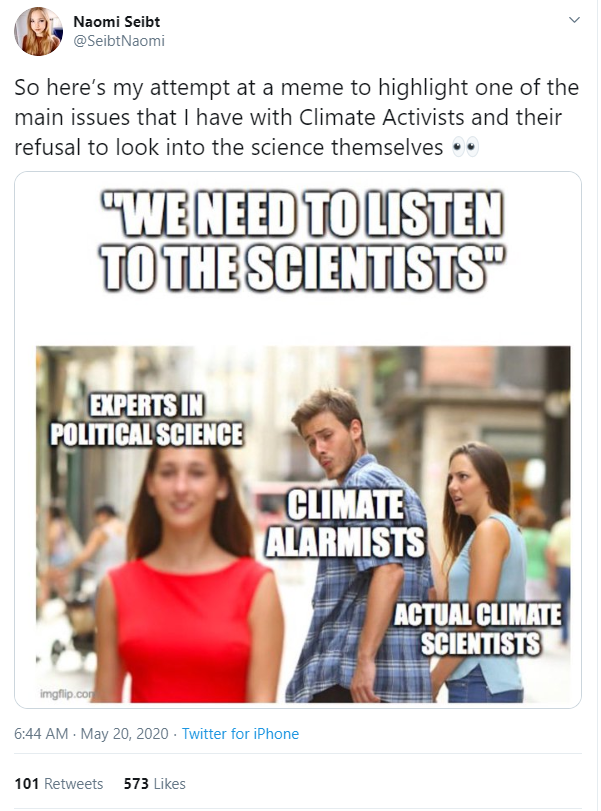 Naomi Seibt
@SeibtNaomi
So here’s my attempt at a meme to highlight one of the
main issues that I have with Climate Activists and their
refusal to look into the science themselves 👀
"WE NEED TO LISTEN
TO THE SCIENTISTS"
EXPERTS IN
POLITICAL SCIENCE
CLIMATE
ALARMISTS
ACTUAL CLIMATE
SCIENTISTS
imgflip.com
6:44 AM · May 20, 2020 · Twitter for iPhone
101 Retweets 573 Likes